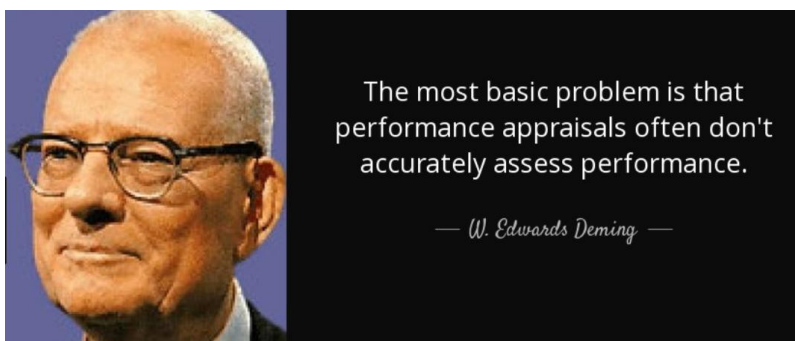 The most basic problem is that
performance appraisals often don't
accurately assess performance.
— W. Edwards Deming —